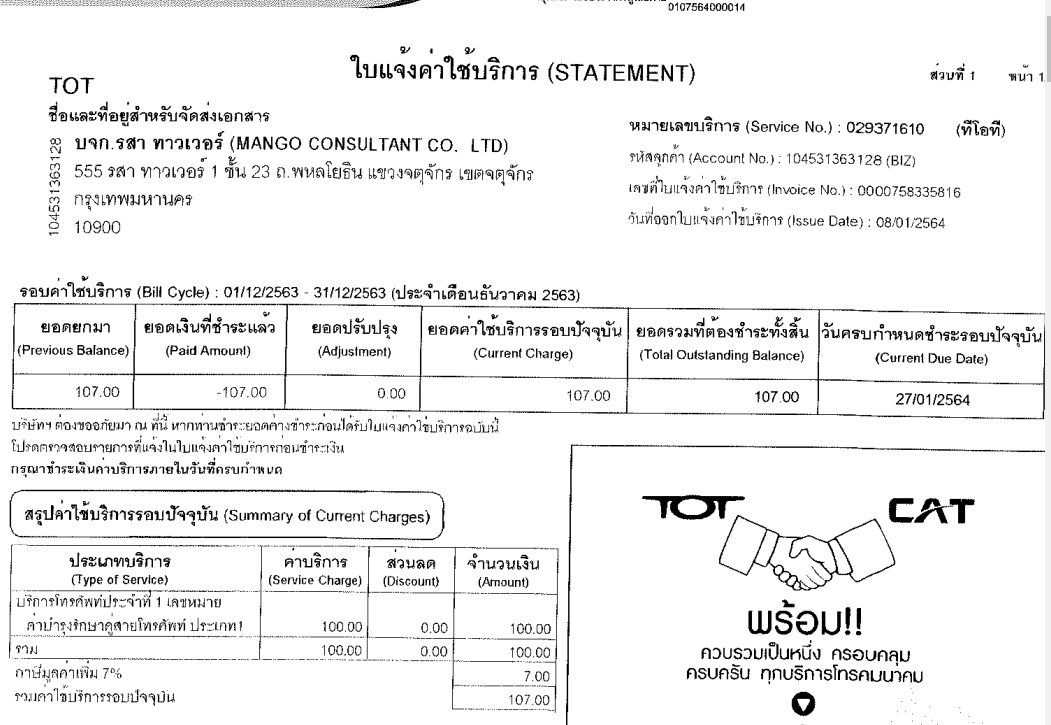 0107564000014
ใบแจ้งค่าใช้บริการ (STATEMENT)
ส่วนที่ 1 หน้า 1
TOT
ชื่อและที่อยู่สำหรับจัดส่งเอกสาร
104531363128
บจก.รสา ทาวเวอร์ (MANGO CONSULTANT CO. LTD)
555 รสา ทาวเวอร์ 1 ชั้น 23 ถ.พหลโยธิน แขวงจตุจักร เขตจตุจักร
กรุงเทพมหานคร
10900
หมายเลขบริการ (Service No.) : 029371610 (ทีโอที)
รหัสลูกค้า (Account No.) : 104531363128 (BIZ)
เลขที่ใบแจ้งค่าใช้บริการ (Invoice No.) : 0000758335816
วันที่ออกใบแจ้งค่าใช้บริการ (Issue Date) : 08/01/2564
รอบค่าใช้บริการ (Bill Cycle) : 01/12/2563 - 31/12/2563 (ประจำเดือนธันวาคม 2563)
ยอดยกมา ยอดเงินที่ชำระแล้ว ยอดปรับปรุง ยอดค่าใช้บริการรอบปัจจุบัน ยอดรวมที่ต้องชำระทั้งสิ้น วันครบกำหนดชำระรอบปัจจุบัน
(Previous Balance) (Paid Amount) (Adjustment) (Current Charge) (Total Outstanding Balance) (Current Due Date)
107.00 -107.00 0.00 107.00 107.00 27/01/2564
บริษัทฯ ต้องขออภัยมา ณ ที่นี้ หากท่านชำระยอดค้างชำระก่อนได้รับใบแจ้งค่าใช้บริการฉบับนี้
โปรดตรวจสอบรายการที่แจ้งในใบแจ้งค่าใช้บริการก่อนชำระเงิน
กรุณาชำระเงินค่าบริการภายในวันที่ครบกำหนด
สรุปค่าใช้บริการรอบปัจจุบัน (Summary of Current Charges)
ประเภทบริการ ค่าบริการ ส่วนลด จำนวนเงิน
(Type of Service) (Service Charge) (Discount) (Amount)
บริการโทรศัพท์ประจำที่ 1 เลขหมาย
ค่าบำรุงรักษาคู่สายโทรศัพท์ ประเภท1 100.00 0.00 100.00
รวม 100.00 0.00 100.00
ภาษีมูลค่าเพิ่ม 7% 7.00
รวมค่าใช้บริการรอบปัจจุบัน 107.00
TOT CAT
พร้อม!!
ควบรวมเป็นหนึ่ง ครอบคลุม
ครบครัน ทุกบริการโทรคมนาคม